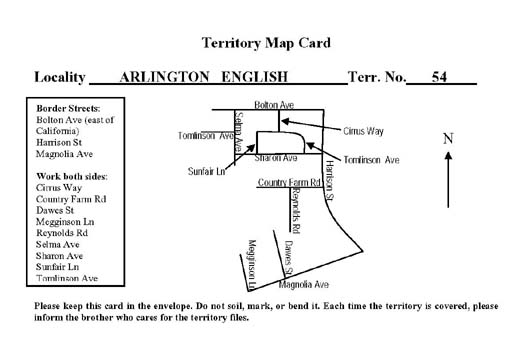 Territory Map Card
Locality ARLINGTON ENGLISH Terr. No. 54
Border Streets:
Bolton Ave (east of
California)
Harrison St
Magnolia Ave
Work both sides:
Cirrus Way
Country Farm Rd
Dawes St
Megginson Ln
Reynolds Rd
Selma Ave
Sharon Ave
Sunfair Ln
Tomlinson Ave
Bolton Ave
Selma Ave
Cirrus Way
Tomlinson Ave
Sharon Ave
Tomlinson Ave
Sunfair Ln
Harrison St
Country Farm Rd
Reynolds Rd
Megginson Ln
Dawes St
Magnolia Ave
N
Please keep this card in the envelope. Do not soil, mark, or bend it. Each time the territory is covered, please
inform the brother who cares for the territory files.